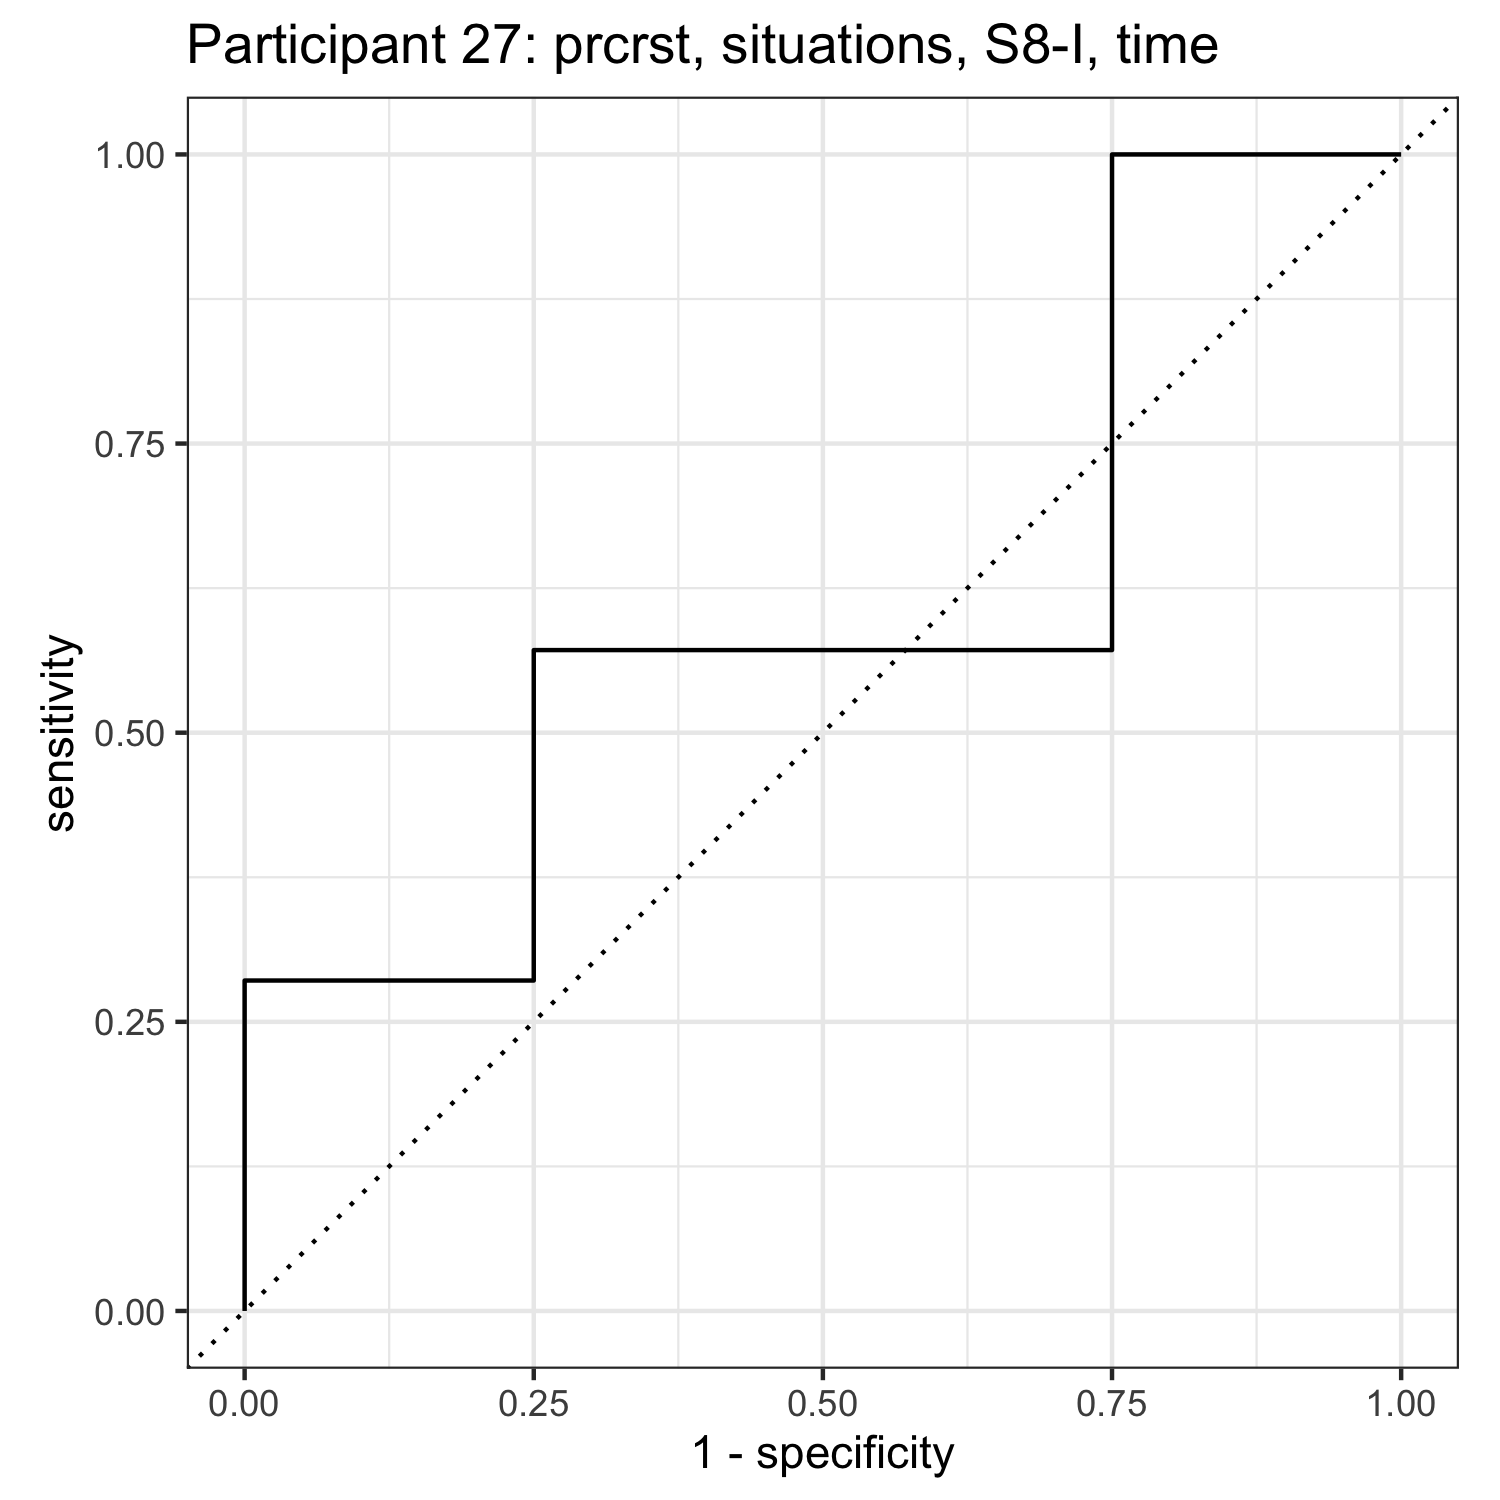 Participant 27: prcrst, situations, S8-I, time
1.00
0.75
0.50
0.25
0.00
sensitivity
0.00 0.25 0.50 0.75 1.00
1 - specificity